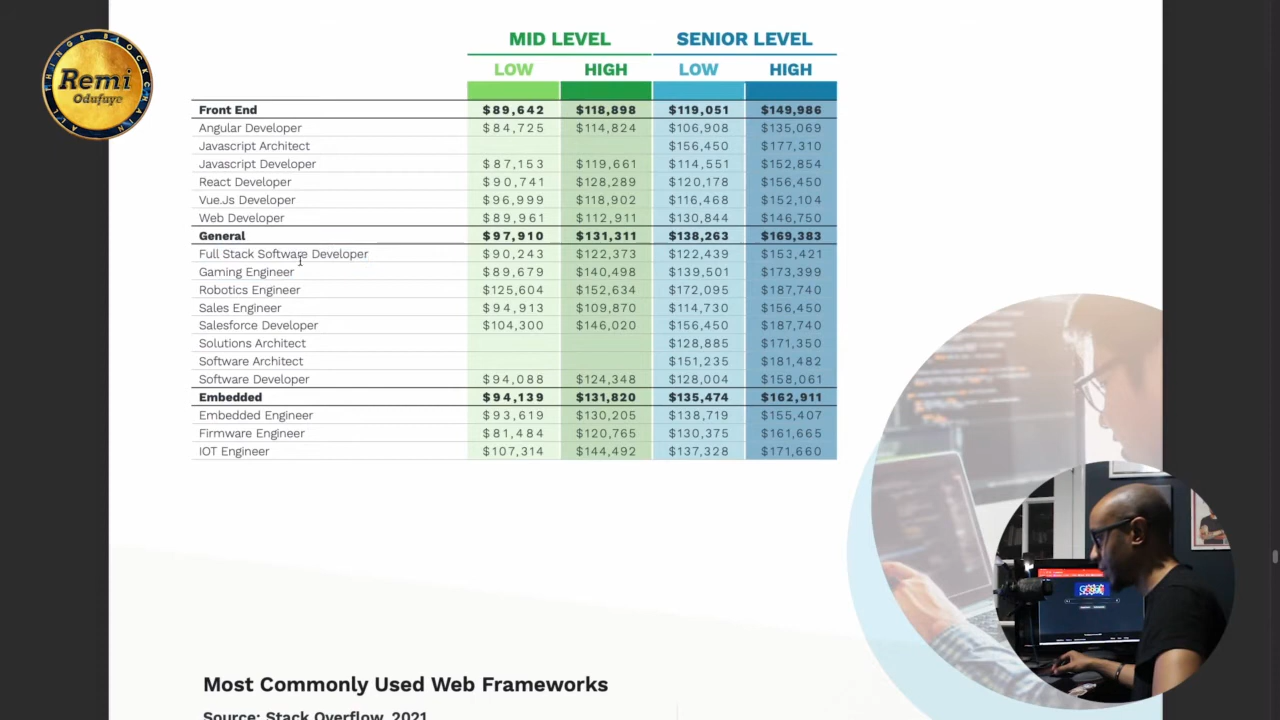 THINGS BLOCKCHAIN
Remi
Odufuye
MID LEVEL SENIOR LEVEL
LOW HIGH LOW HIGH
Front End $89,642 $118,898 $119,051 $149,986
Angular Developer $84,725 $114,824 $106,908 $135,069
Javascript Architect $156,450 $177,310
Javascript Developer $87,153 $119,661 $114,551 $152,854
React Developer $90,741 $128,289 $120,178 $156,450
Vue.Js Developer $96,999 $118,902 $116,468 $152,104
Web Developer $89,961 $112,911 $130,844 $146,750
General $97,910 $131,311 $138,263 $169,383
Full Stack Software Developer $90,243 $122,373 $122,439 $153,421
Gaming Engineer $89,679 $140,498 $139,501 $173,399
Robotics Engineer $125,604 $152,634 $172,095 $187,740
Sales Engineer $94,913 $109,870 $114,730 $156,450
Salesforce Developer $104,300 $146,020 $156,450 $187,740
Solutions Architect $128,885 $171,350
Software Architect $151,235 $181,482
Software Developer $94,088 $124,348 $128,004 $158,061
Embedded $94,139 $131,820 $135,474 $162,911
Embedded Engineer $93,619 $130,205 $138,719 $155,407
Firmware Engineer $81,484 $120,765 $130,375 $161,665
IOT Engineer $107,314 $144,492 $137,328 $171,660
Most Commonly Used Web Frameworks
Source: Stack Overflow, 2021